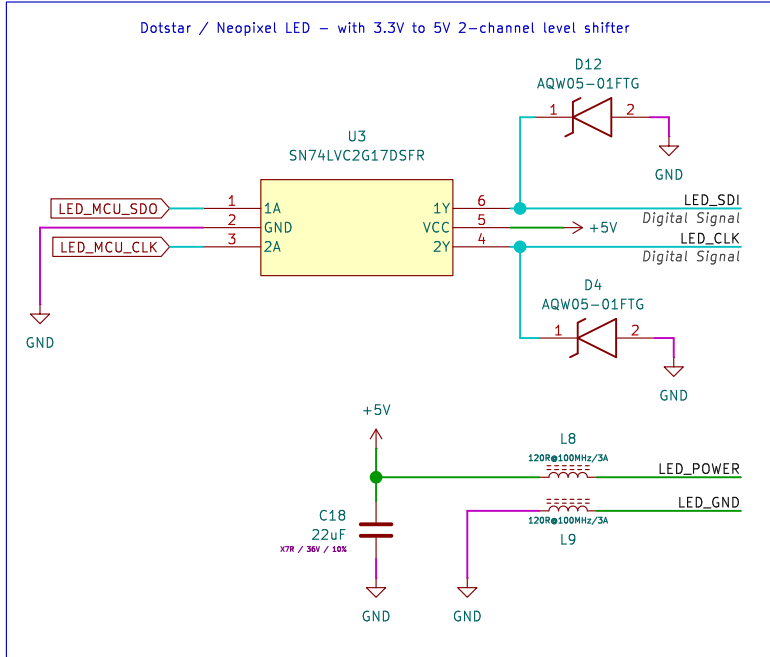 Dotstar / Neopixel LED - with 3.3V to 5V 2-channel level shifter
D12
AQW05-01FTG
1
2
GND
U3
SN74LVC2G17DSFR
LED_MCU_SDO
1
1A
1Y
6
LED_SDI
Digital Signal
2
GND
VCC
5
+5V
LED_MCU_CLK
3
2A
2Y
4
LED_CLK
Digital Signal
GND
D4
AQW05-01FTG
1
2
GND
+5V
L8
120R@100MHz/3A
LED_POWER
LED_GND
120R@100MHz/3A
L9
C18
22uF
X7R / 36V / 10%
GND
GND